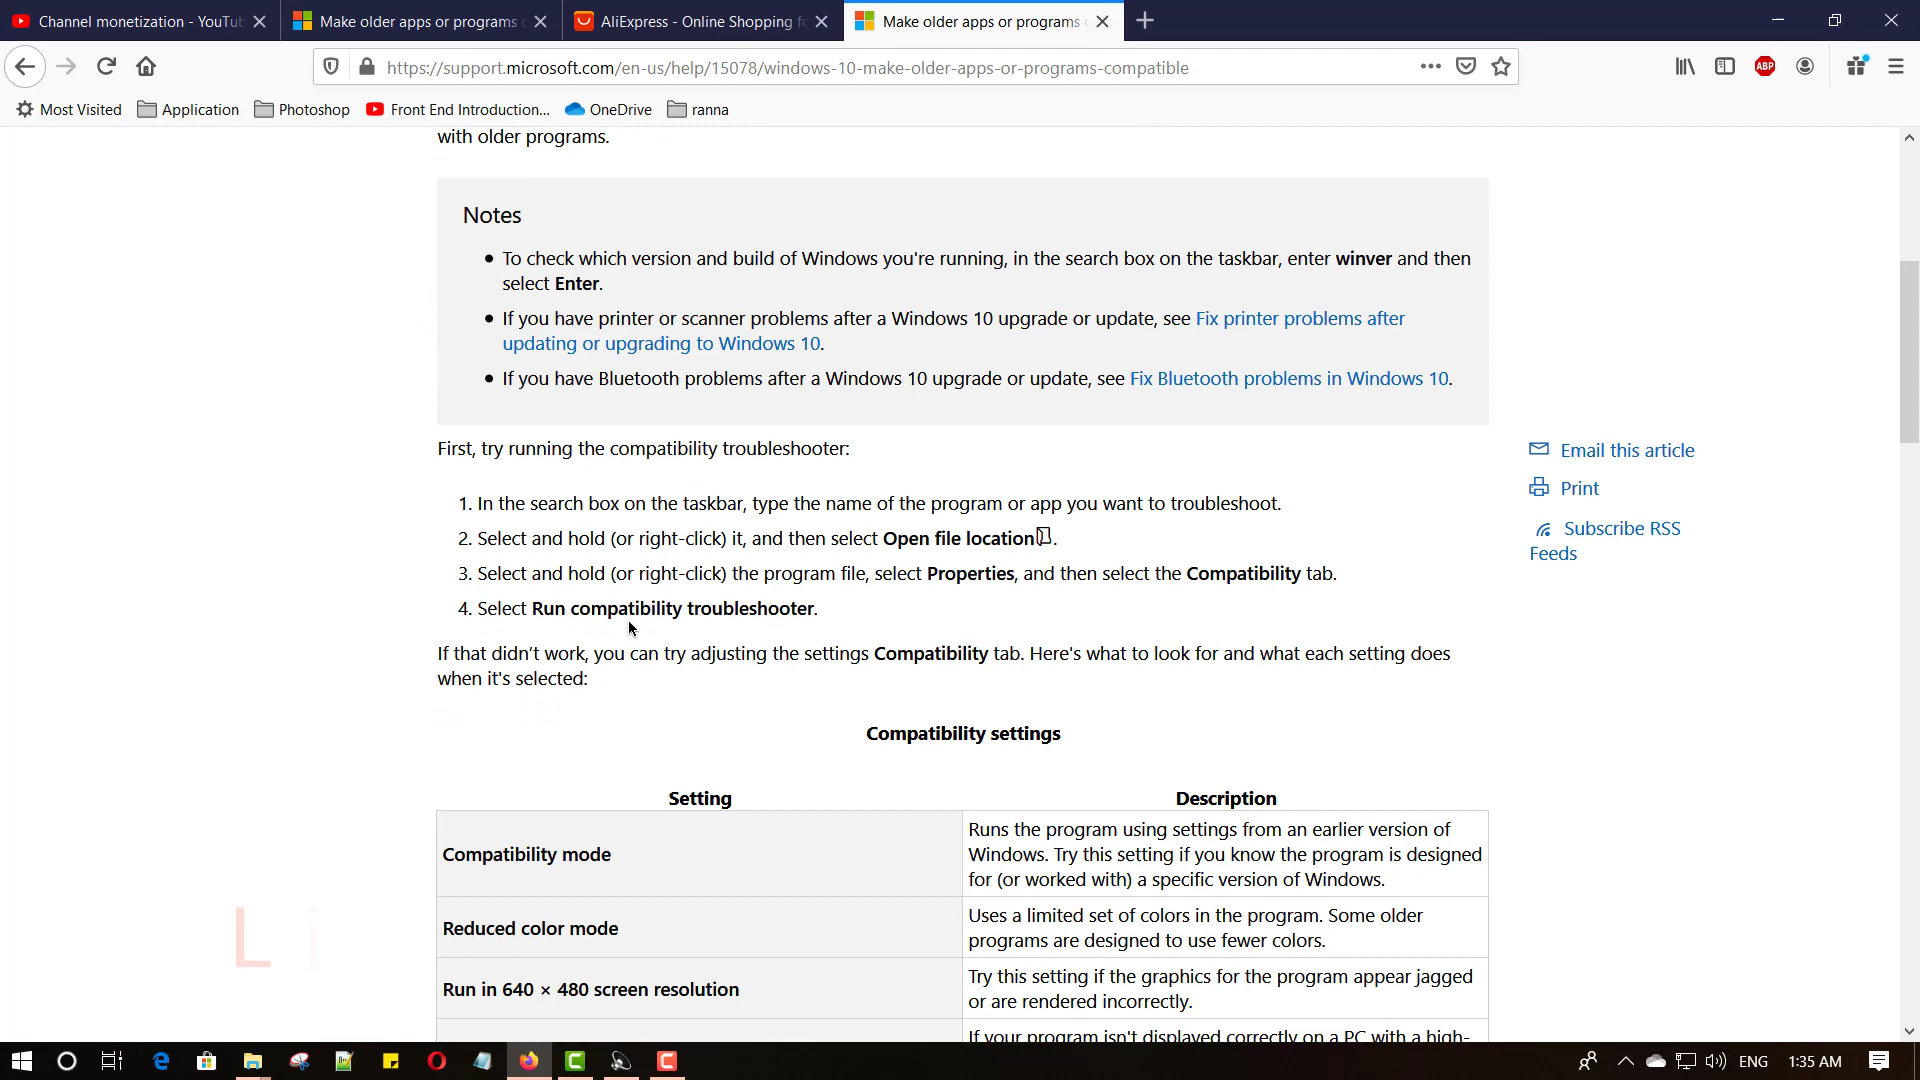 Channel monetization - YouTu
Make older apps or programs
AliExpress - Online Shopping fo
Make older apps or programs
https://support.microsoft.com/en-us/help/15078/windows-10-make-older-apps-or-programs-compatible
ABP
Most Visited
Application
Photoshop
Front End Introduction...
OneDrive
ranna
with older programs.
Notes
• To check which version and build of Windows you're running, in the search box on the taskbar, enter winver and then
select Enter.
• If you have printer or scanner problems after a Windows 10 upgrade or update, see Fix printer problems after
updating or upgrading to Windows 10.
• If you have Bluetooth problems after a Windows 10 upgrade or update, see Fix Bluetooth problems in Windows 10.
First, try running the compatibility troubleshooter:
Email this article
Print
Subscribe RSS
Feeds
1. In the search box on the taskbar, type the name of the program or app you want to troubleshoot.
2. Select and hold (or right-click) it, and then select Open file location.
3. Select and hold (or right-click) the program file, select Properties, and then select the Compatibility tab.
4. Select Run compatibility troubleshooter.
If that didn’t work, you can try adjusting the settings Compatibility tab. Here's what to look for and what each setting does
when it's selected:
Compatibility settings
Setting
Description
Compatibility mode
Runs the program using settings from an earlier version of
Windows. Try this setting if you know the program is designed
for (or worked with) a specific version of Windows.
Reduced color mode
Uses a limited set of colors in the program. Some older
programs are designed to use fewer colors.
Run in 640 × 480 screen resolution
Try this setting if the graphics for the program appear jagged
or are rendered incorrectly.
If your program isn't displayed correctly on a PC with a high-
L i
ENG
1:35 AM